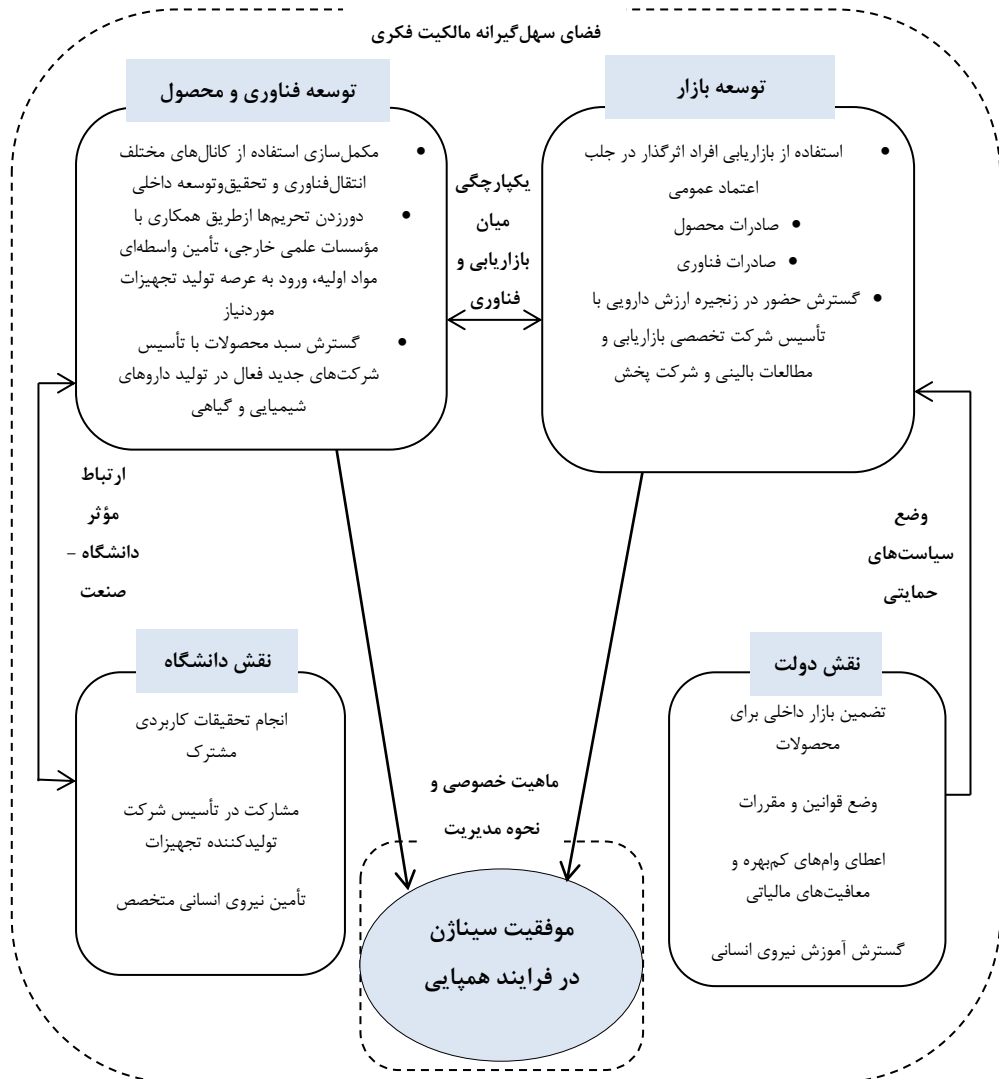 فضای سهل‌گیرانه مالکیت فکری
توسعه بازار
استفاده از بازاریابی افراد اثرگذار در جلب
اعتماد عمومی
صادرات محصول
صادرات فناوری
گسترش حضور در زنجیره ارزش دارویی با
تأسیس شرکت تخصصی بازاریابی و
مطالعات بالینی و شرکت پخش
یکپارچگی
میان
بازاریابی و
فناوری
توسعه فناوری و محصول
مکمل‌سازی استفاده از کانال‌های مختلف
انتقال‌فناوری و تحقیق‌وتوسعه داخلی
دورزدن تحریم‌ها ازطریق همکاری با
مؤسسات علمی خارجی، تأمین واسطه‌ای
مواد اولیه، ورود به عرصه تولید تجهیزات
موردنیاز
گسترش سبد محصولات با تأسیس
شرکت‌های جدید فعال در تولید داروهای
شیمیایی و گیاهی
وضع
سیاست‌های
حمایتی
ارتباط
مؤثر
دانشگاه –
صنعت
نقش دولت
تضمین بازار داخلی برای
محصولات
وضع قوانین و مقررات
اعطای وام‌های کم‌بهره و
معافیت‌های مالیاتی
گسترش آموزش نیروی انسانی
نقش دانشگاه
انجام تحقیقات کاربردی
مشترک
مشارکت در تأسیس شرکت
تولیدکننده تجهیزات
تأمین نیروی انسانی متخصص
ماهیت خصوصی و
نحوه مدیریت
موفقیت سیناژن
در فرایند همپایی